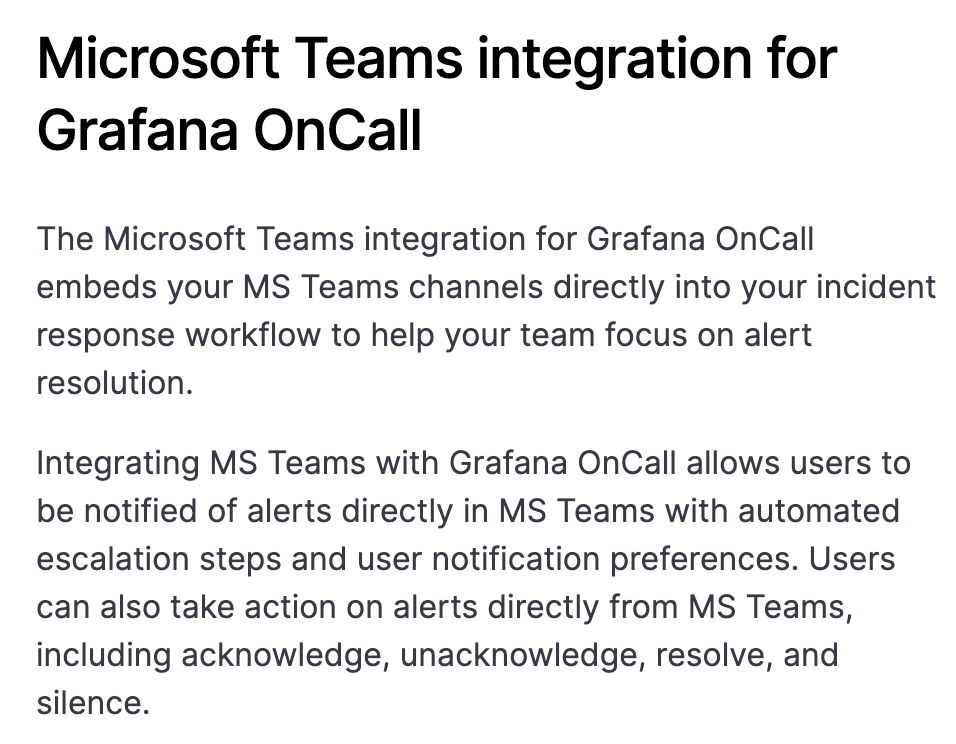 Microsoft Teams integration for
Grafana OnCall
The Microsoft Teams integration for Grafana OnCall
embeds your MS Teams channels directly into your incident
response workflow to help your team focus on alert
resolution.
Integrating MS Teams with Grafana OnCall allows users to
be notified of alerts directly in MS Teams with automated
escalation steps and user notification preferences. Users
can also take action on alerts directly from MS Teams,
including acknowledge, unacknowledge, resolve, and
silence.